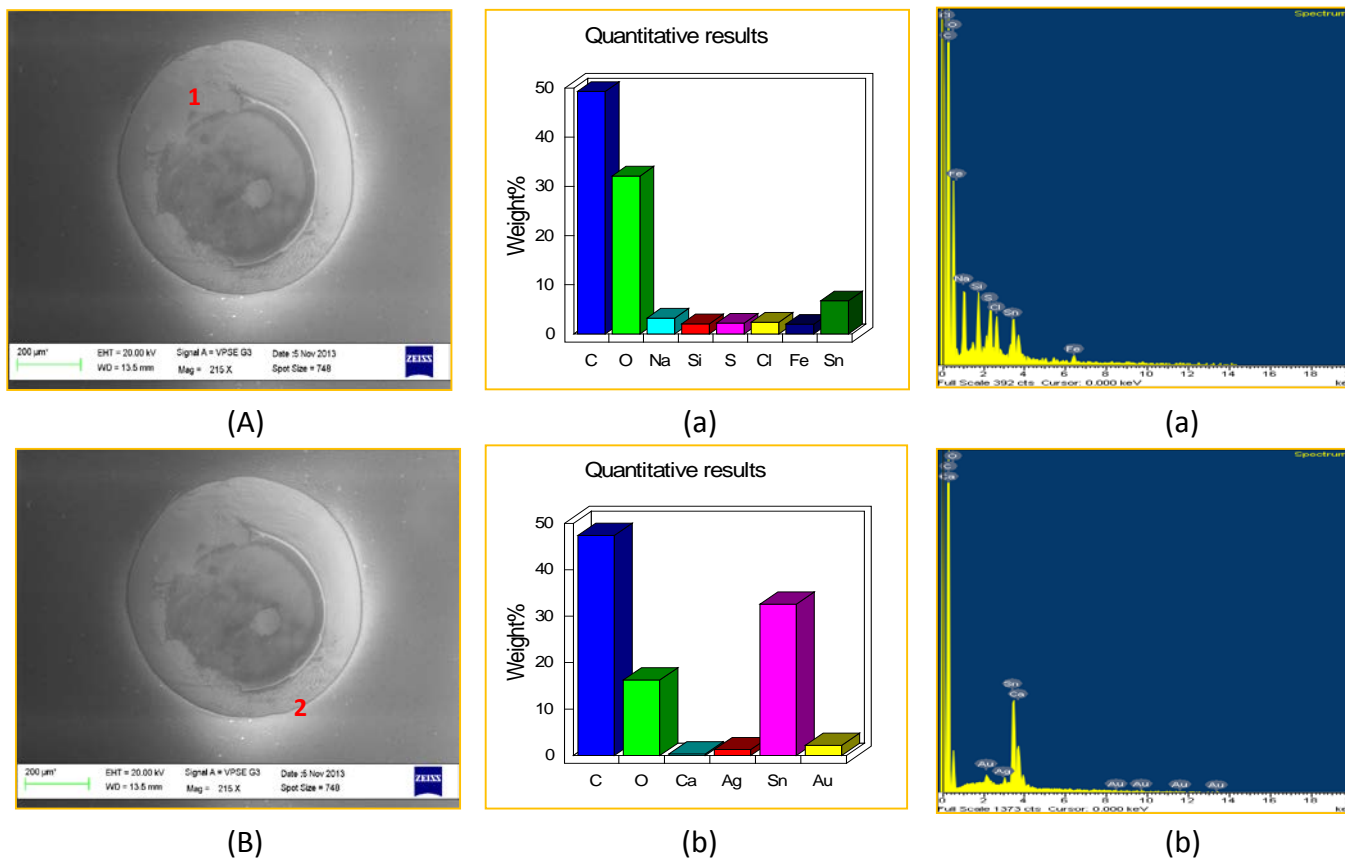 1
200 µm*
EHT = 20.00 kV
Signal A = VPSE G3
Date :5 Nov 2013
WD = 13.5 mm
Mag = 215 X
Spot Size = 748
ZEISS
(A)
Quantitative results
Weight%
50
40
30
20
10
0
C O Na Si S Cl Fe Sn
(a)
Spectrum
O
C
Fe
Na
Si
S
Cl
Sn
Fe
0 2 4 6 8 10 12 14 16 18
Full Scale 392 cts Cursor: 0.000 keV
ke
(a)
2
200 µm*
EHT = 20.00 kV
Signal A = VPSE G3
Date :5 Nov 2013
WD = 13.5 mm
Mag = 215 X
Spot Size = 748
ZEISS
(B)
Quantitative results
Weight%
50
40
30
20
10
0
C O Ca Ag Sn Au
(b)
Spectrum
O
C
Ca
Sn
Ca
Au
Ag
Au Au Au Au
0 2 4 6 8 10 12 14 16 18
Full Scale 1373 cts Cursor: 0.000 keV
ke
(b)